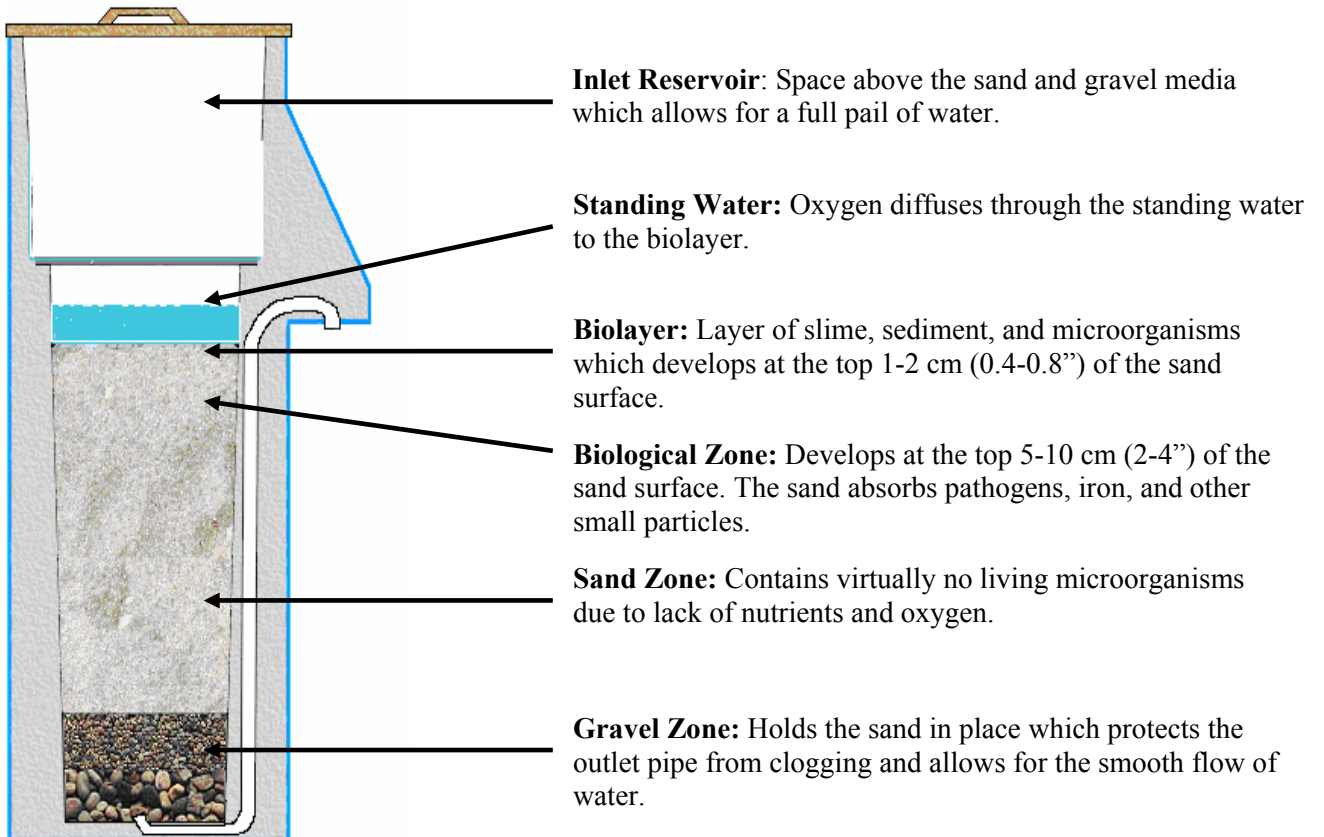 Inlet Reservoir: Space above the sand and gravel media
which allows for a full pail of water.
Standing Water: Oxygen diffuses through the standing water
to the biolayer.
Biolayer: Layer of slime, sediment, and microorganisms
which develops at the top 1-2 cm (0.4-0.8”) of the sand
surface.
Biological Zone: Develops at the top 5-10 cm (2-4”) of the
sand surface. The sand absorbs pathogens, iron, and other
small particles.
Sand Zone: Contains virtually no living microorganisms
due to lack of nutrients and oxygen.
Gravel Zone: Holds the sand in place which protects the
outlet pipe from clogging and allows for the smooth flow of
water.